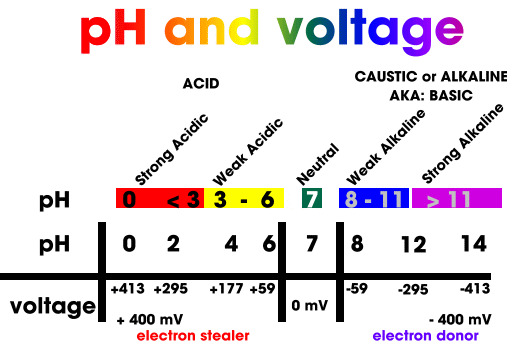 pH and voltage
ACID
CAUSTIC or ALKALINE
AKA: BASIC
Strong Acidic
Weak Acidic
Neutral
Weak Alkaline
Strong Alkaline
pH 0 < 3 3 - 6 7 8 - 11 > 11
pH 0 2 4 6 7 8 12 14
voltage +413 +295 +177 +59 0 mV -59 -295 -413
+ 400 mV - 400 mV
electron stealer electron donor